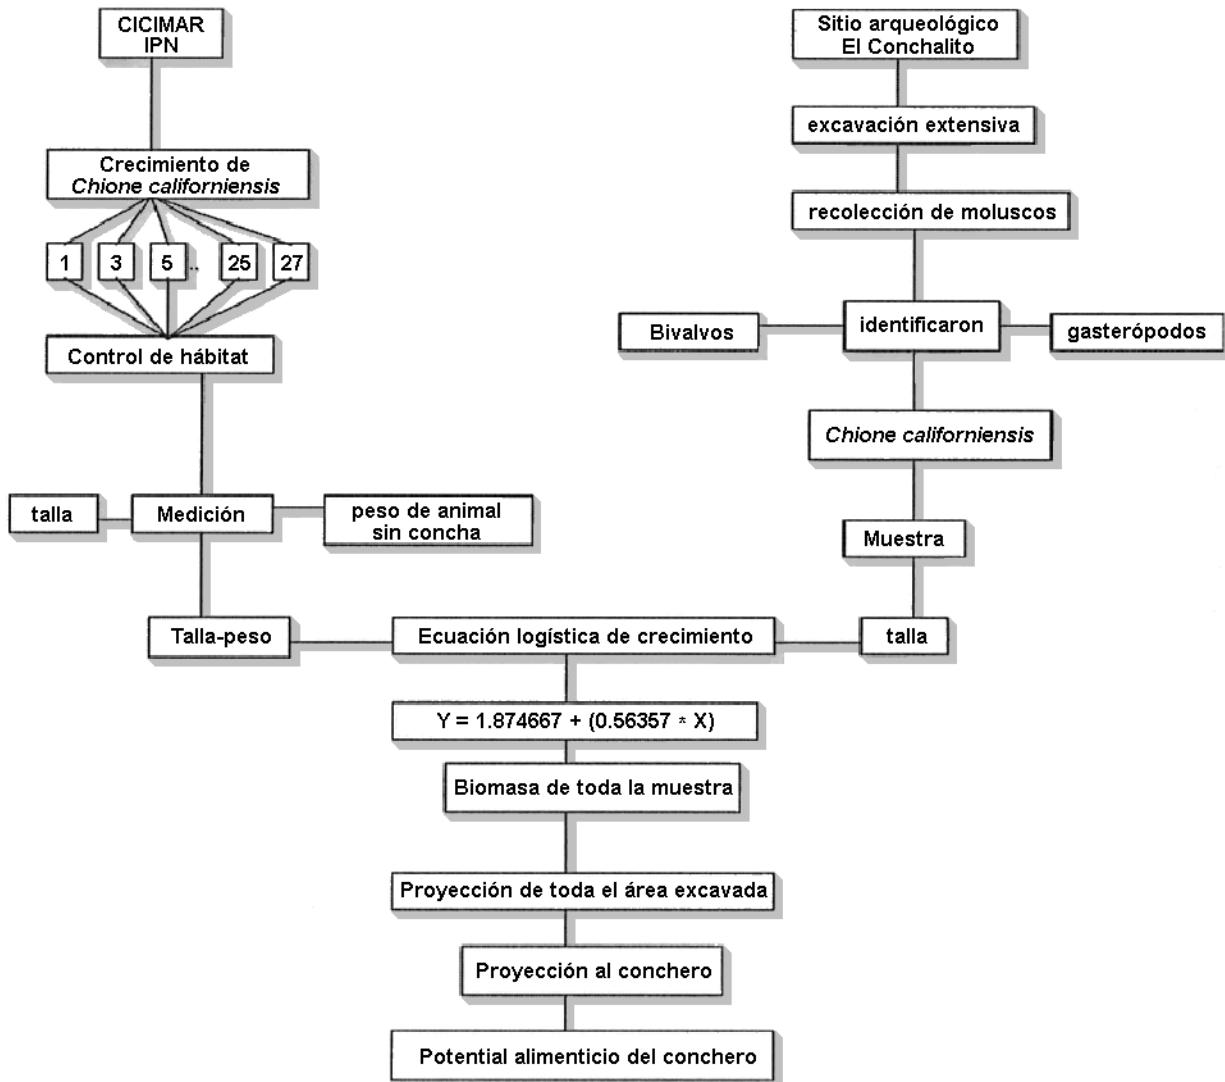 CICIMAR
IPN
Crecimiento de
Chione californiensis
1 3 5 .. 25 27
Control de hábitat
talla
Medición
peso de animal
sin concha
Talla-peso
Sitio arqueológico
El Conchalito
excavación extensiva
recolección de moluscos
Bivalvos
identificaron
gasterópodos
Chione californiensis
Muestra
talla
Ecuación logística de crecimiento
Y = 1.874667 + (0.56357 * X)
Biomasa de toda la muestra
Proyección de toda el área excavada
Proyección al conchero
Potential alimenticio del conchero